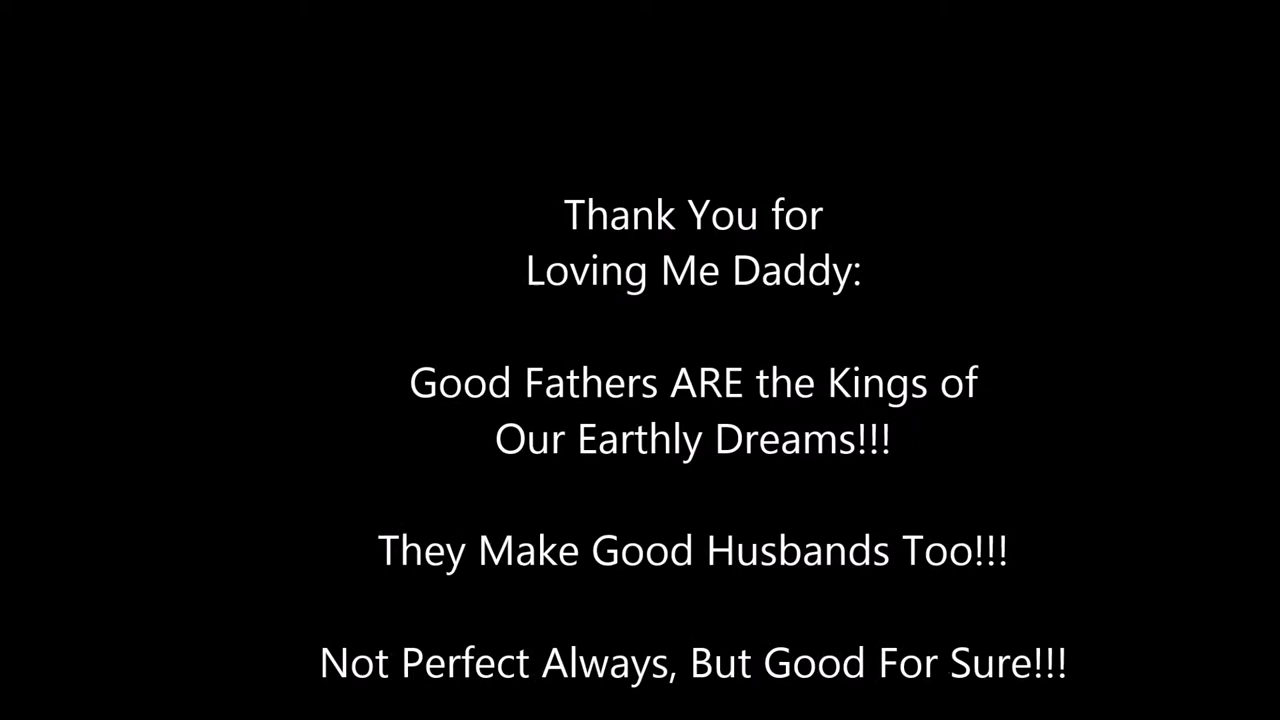 Thank You for
Loving Me Daddy:
Good Fathers ARE the Kings of
Our Earthly Dreams!!!
They Make Good Husbands Too!!!
Not Perfect Always, But Good For Sure!!!